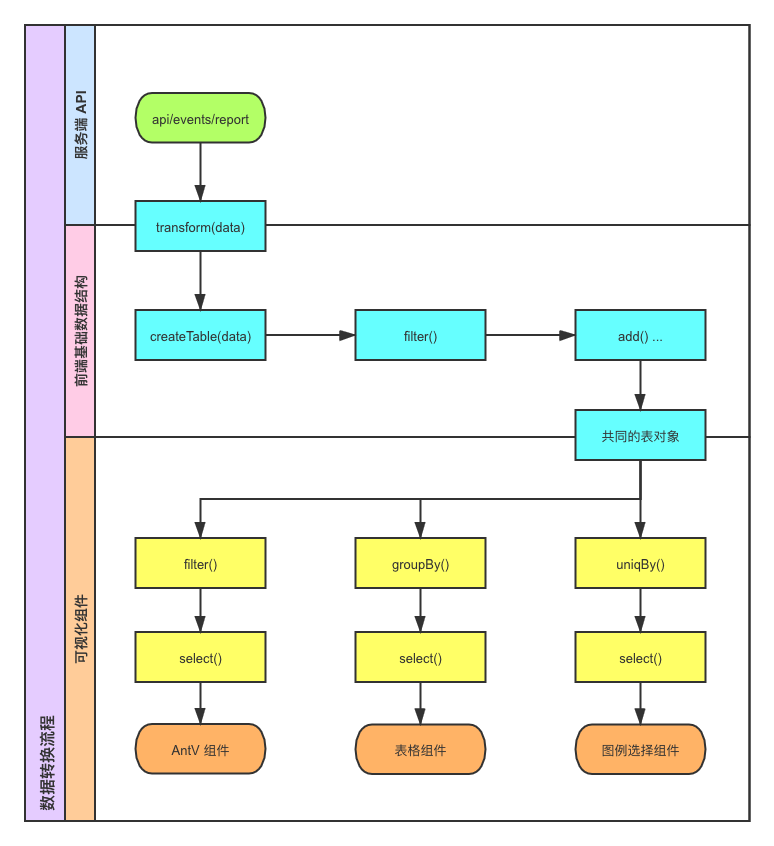 数据转换流程
服务端 API
api/events/report
transform(data)
前端基础数据结构
createTable(data)
filter()
add() ...
共同的表对象
可视化组件
filter()
groupBy()
uniqBy()
select()
select()
select()
AntV 组件
表格组件
图例选择组件